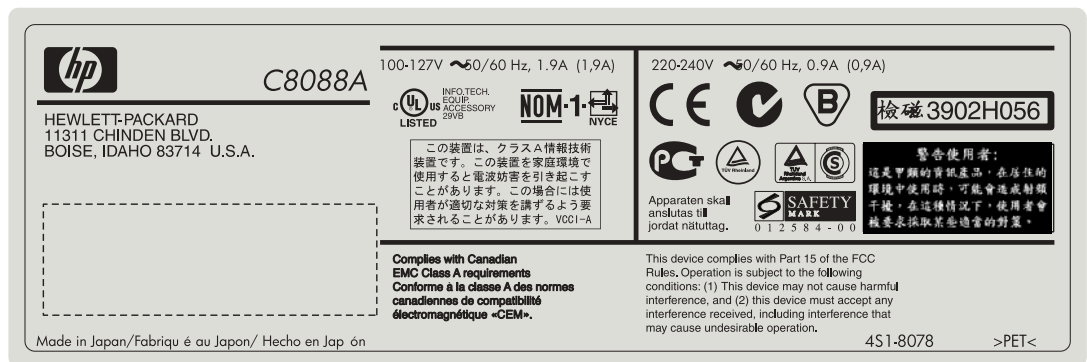 hp
C8088A
HEWLETT-PACKARD
11311 CHINDEN BLVD.
BOISE, IDAHO 83714 U.S.A.
Made in Japan/Fabriqu é au Japon/ Hecho en Jap ón
100-127V ~50/60 Hz, 1.9A (1,9A)
C UL US
LISTED
INFO.TECH.
EQUIP.
ACCESSORY
29VB
NOM-1-
NYCE
この装置は、クラスA情報技術
装置です。この装置を家庭環境で
使用すると電波妨害を引き起こす
ことがあります。この場合には使
用者が適切な対策を講ずるよう要
求されることがあります。VCCI-A
Complies with Canadian
EMC Class A requirements
Conforme à la classe A des normes
canadiennes de compatibilité
électromagnétique «CEM».
220-240V ~50/60 Hz, 0.9A (0,9A)
CE
B
檢磁 3902H056
PCT
TÜV Rheinland
TÜV
Rheinland
Argentina S.A.
S
Apparaten skall
anslutas till
jordat nätuttag.
S SAFETY
MARK
012584-00
警告使用者:
這是甲類的資訊產品,在居住的
環境中使用時,可能會造成射頻
干擾,在這種情況下,使用者會
被要求採取某些適當的對策。
This device complies with Part 15 of the FCC
Rules. Operation is subject to the following
conditions: (1) This device may not cause harmful
interference, and (2) this device must accept any
interference received, including interference that
may cause undesirable operation.
4S1-8078 >PET<